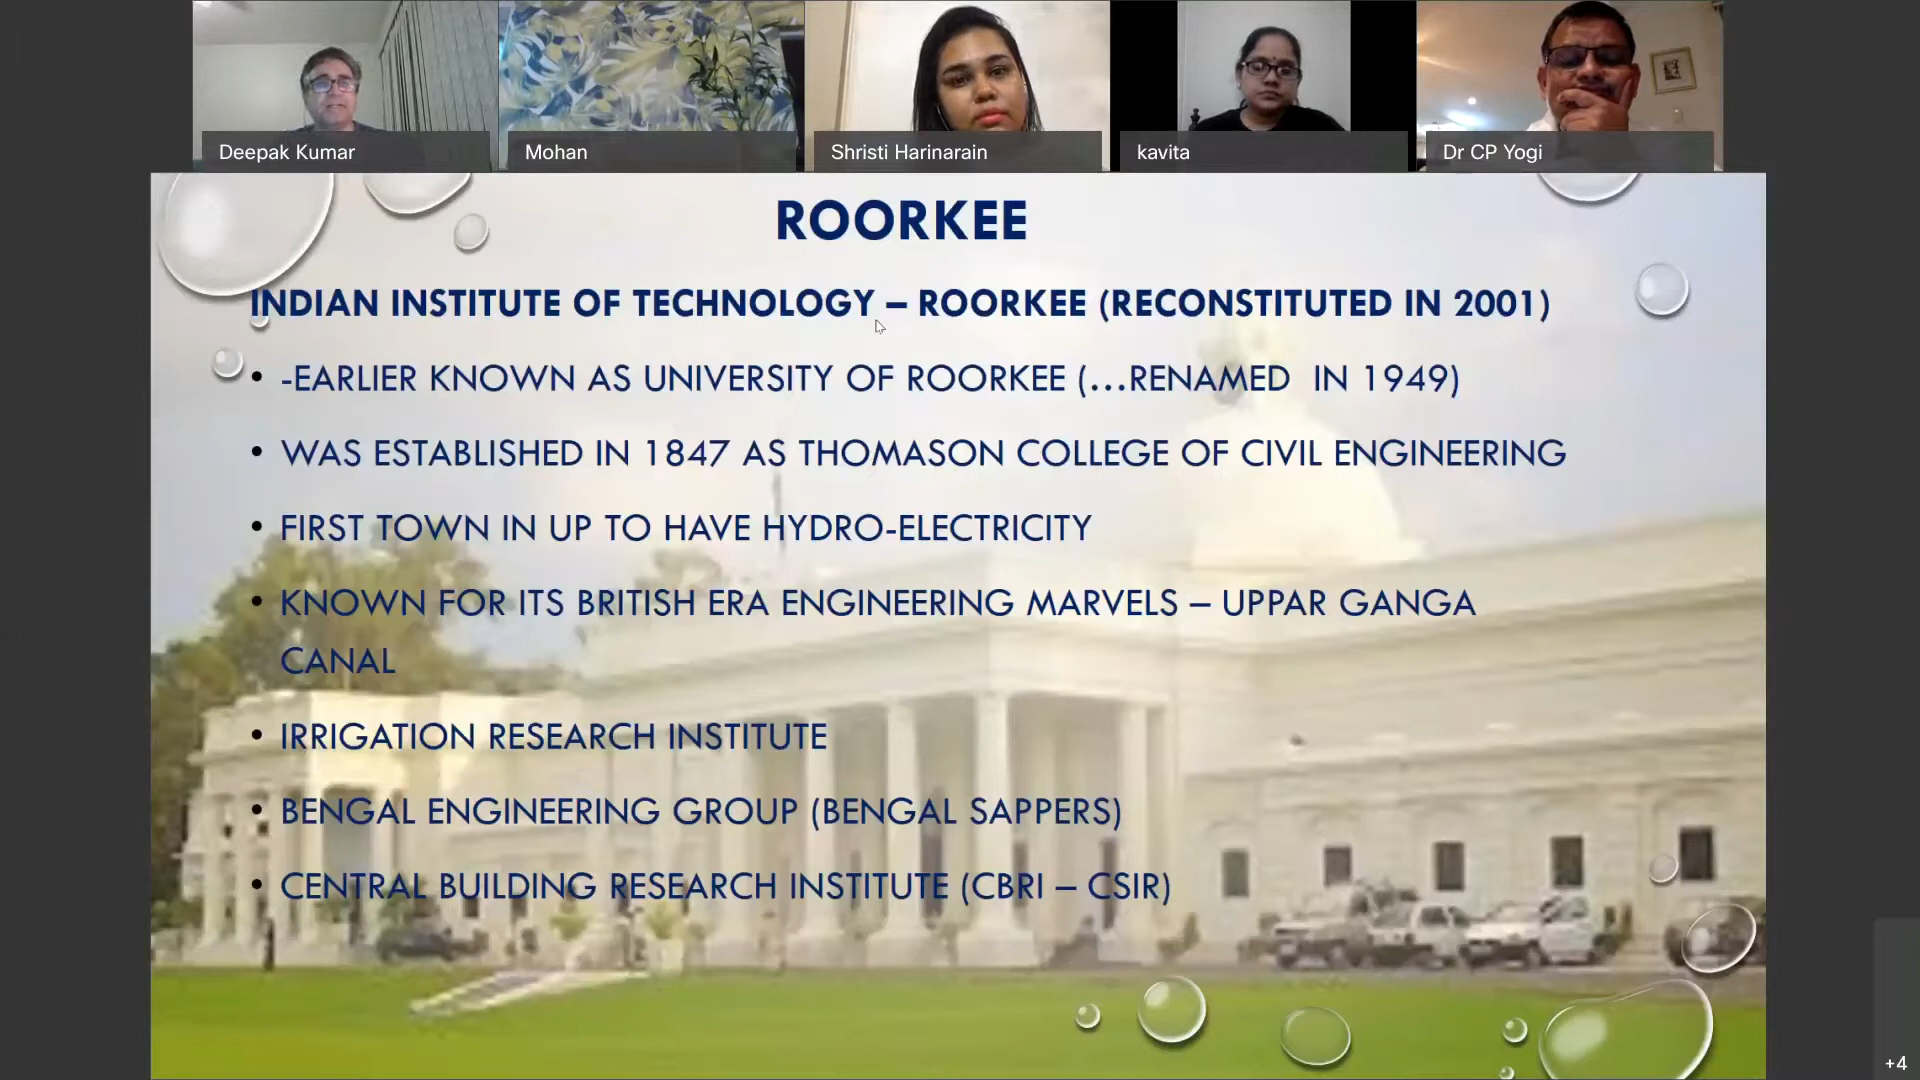 Deepak Kumar
Mohan
Shristi Harinarain
kavita
Dr CP Yogi
ROORKEE
INDIAN INSTITUTE OF TECHNOLOGY – ROORKEE (RECONSTITUTED IN 2001)
• -EARLIER KNOWN AS UNIVERSITY OF ROORKEE (...RENAMED IN 1949)
• WAS ESTABLISHED IN 1847 AS THOMASON COLLEGE OF CIVIL ENGINEERING
• FIRST TOWN IN UP TO HAVE HYDRO-ELECTRICITY
• KNOWN FOR ITS BRITISH ERA ENGINEERING MARVELS – UPPAR GANGA
CANAL
• IRRIGATION RESEARCH INSTITUTE
• BENGAL ENGINEERING GROUP (BENGAL SAPPERS)
• CENTRAL BUILDING RESEARCH INSTITUTE (CBRI – CSIR)
+4